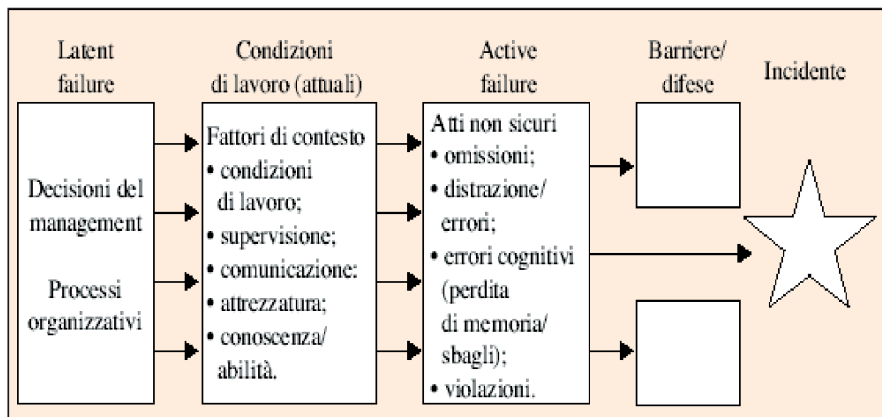 Latent
failure
Condizioni
di lavoro (attuali)
Active
failure
Barriere/
difese
Incidente
Decisioni del
management
Processi
organizzativi
Fattori di contesto
• condizioni
di lavoro;
• supervisione;
• comunicazione:
• attrezzatura;
• conoscenza/
abilità.
Atti non sicuri
• omissioni;
• distrazione/
errori;
• errori cognitivi
(perdita
di memoria/
sbagli);
• violazioni.